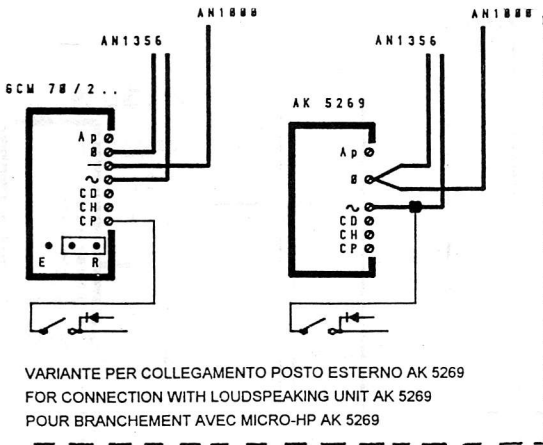 AN1000 AN1000
AN1356 AN1356
GCM 70/2..
AK 5269
Ap Ap
0 0
—
~ ~
CD CD
CH CH
CP CP
E R
VARIANTE PER COLLEGAMENTO POSTO ESTERNO AK 5269
FOR CONNECTION WITH LOUDSPEAKING UNIT AK 5269
POUR BRANCHEMENT AVEC MICRO-HP AK 5269